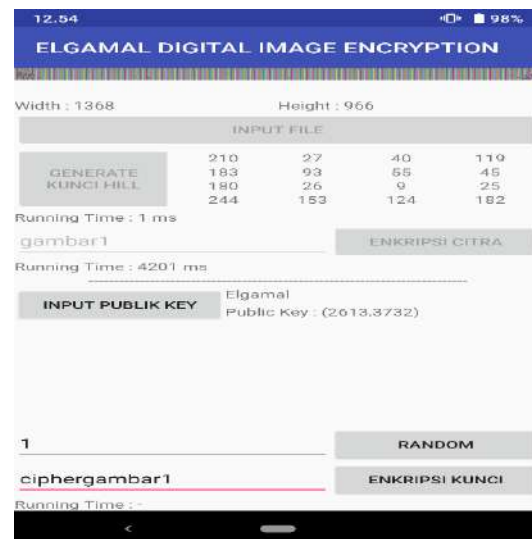 12.54 98%
ELGAMAL DIGITAL IMAGE ENCRYPTION
Width : 1368 Height : 966
INPUT FILE
GENERATE KUNCI HILL
210 27 40 119
183 93 55 45
180 26 9 25
244 153 124 182
Running Time : 1 ms
gambar1 ENKRIPSI CITRA
Running Time : 4201 ms
INPUT PUBLIK KEY
Elgamal
Public Key : (2613.3732)
1 RANDOM
ciphergambar1 ENKRIPSI KUNCI
Running Time : -